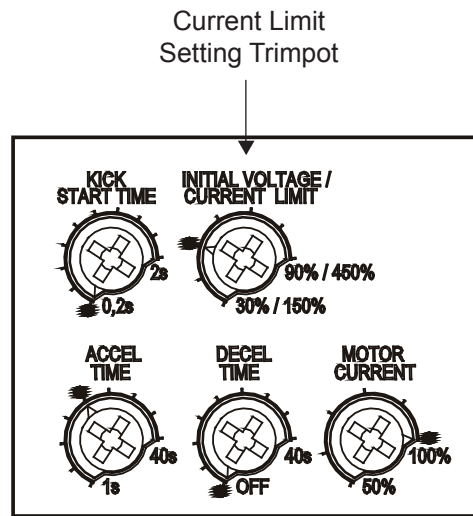 Current Limit
Setting Trimpot
KICK
START TIME
INITIAL VOLTAGE /
CURRENT LIMIT
2s
0,2s
90% / 450%
30% / 150%
ACCEL
TIME
DECEL
TIME
MOTOR
CURRENT
40s
1s
40s
OFF
100%
50%